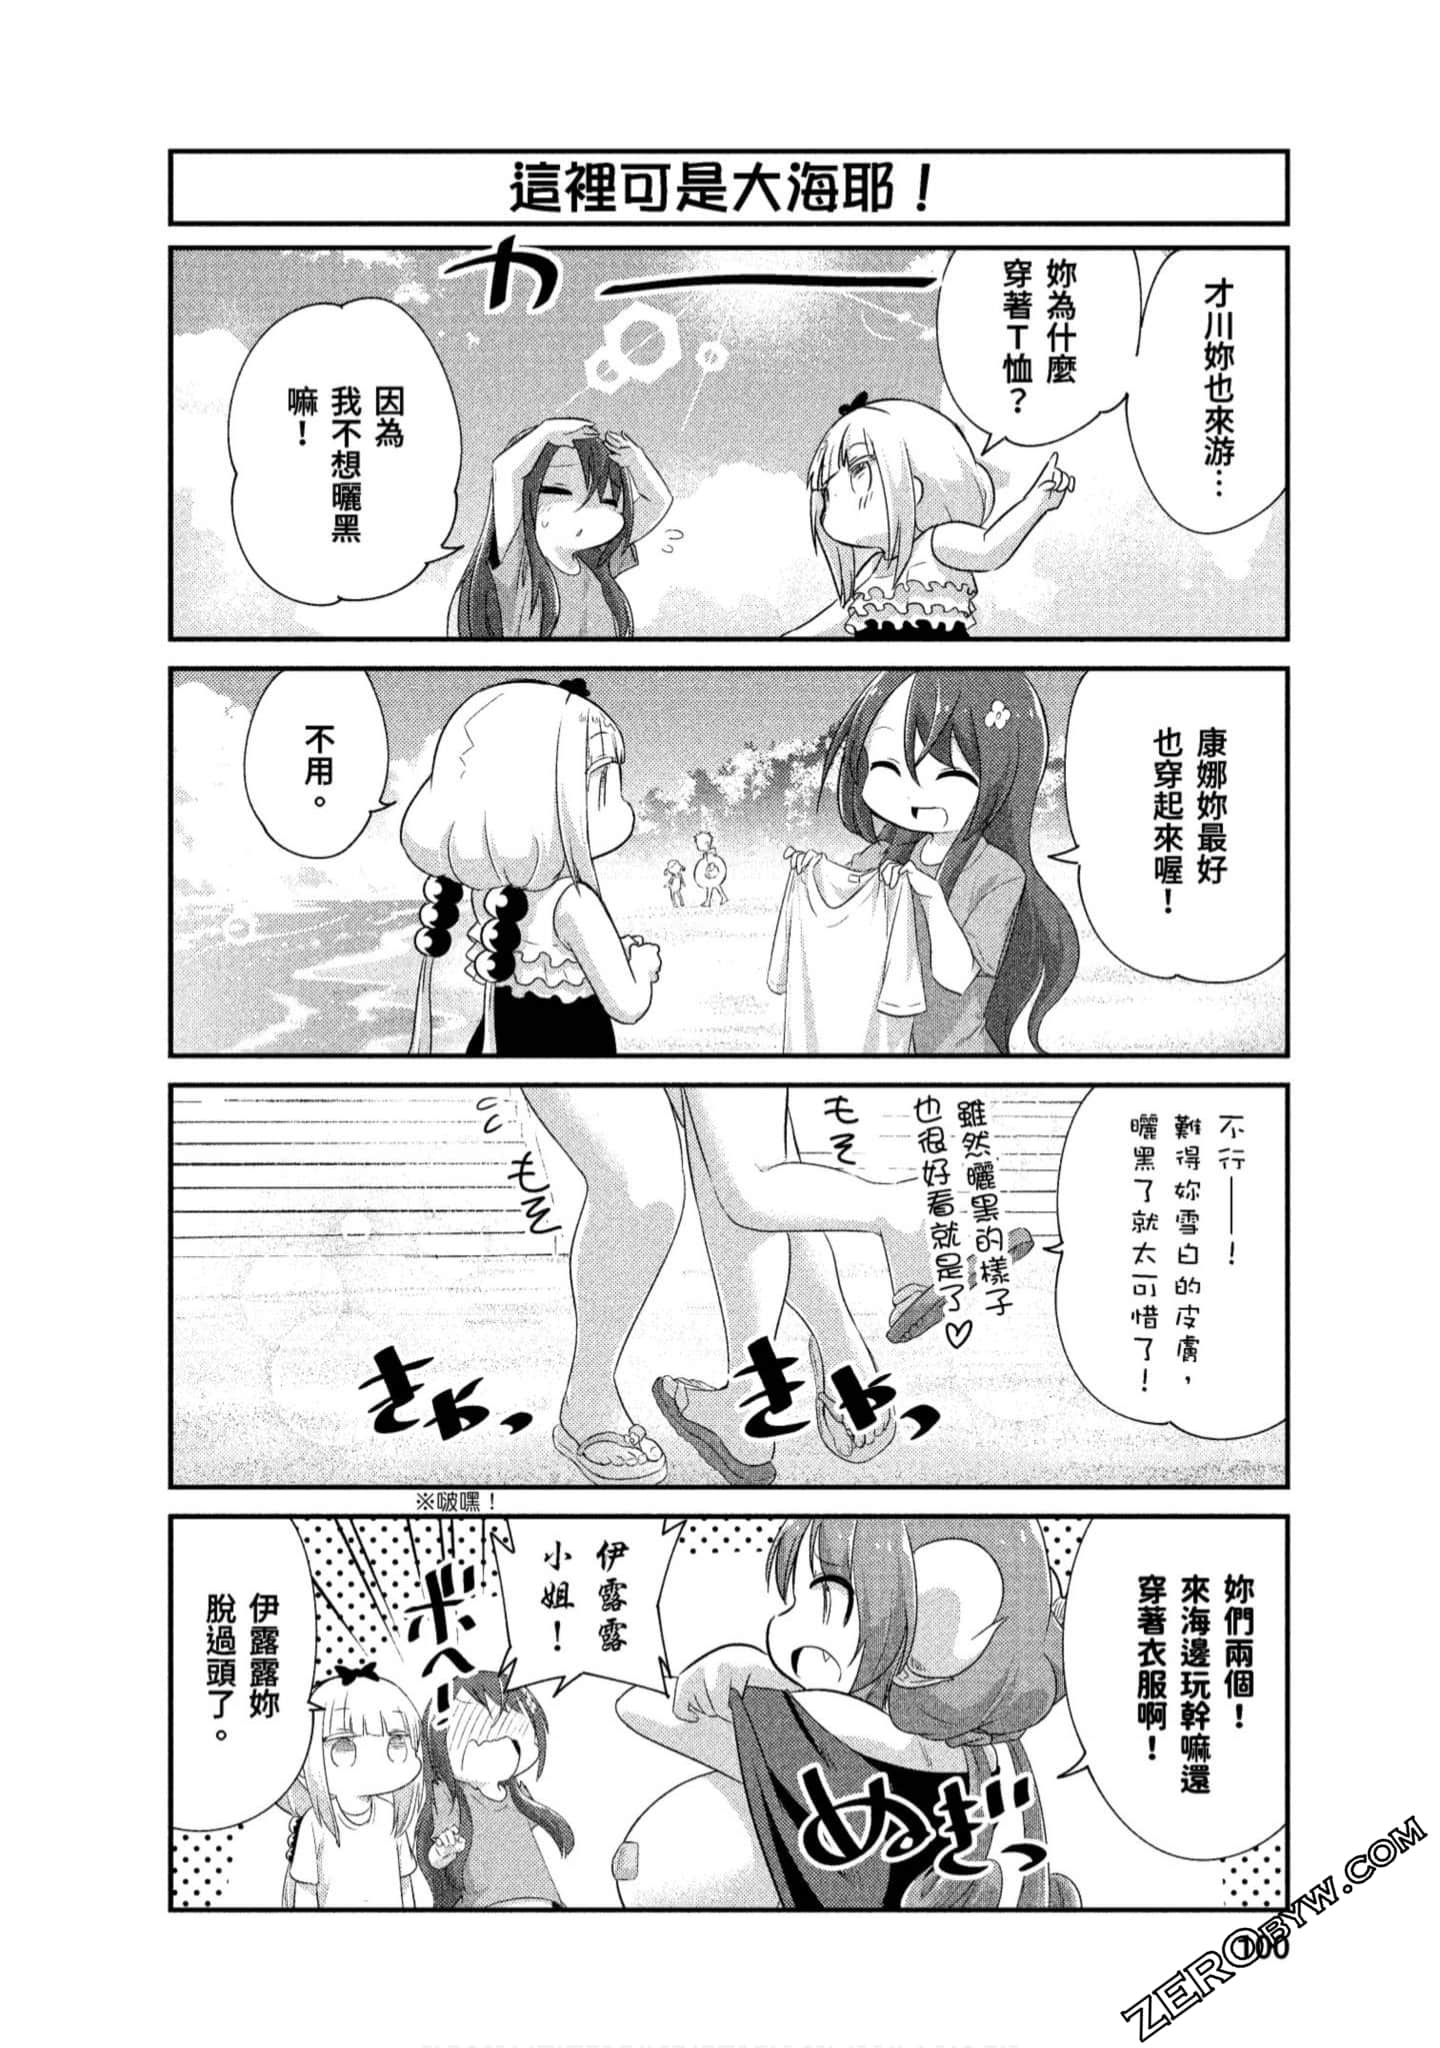 這裡可是大海耶！
才川妳也來游…
妳為什麼
穿著T恤？
カー
因為
我不想曬黑
嘛！
康娜妳最好
也穿起來喔！
不用。
不行——！
難得妳雪白的皮膚，
曬黑了就太可惜了！
雖然曬黑的樣子
也很好看就是了♡
もそ
もそ
きゃっ
きゃっ
※啵嘿！
妳們兩個！
來海邊玩幹嘛還
穿著衣服啊！
ぬぎっ
伊露露
小姐！
ボヘー！
伊露露妳
脫過頭了。
100
ZEROBYW.COM